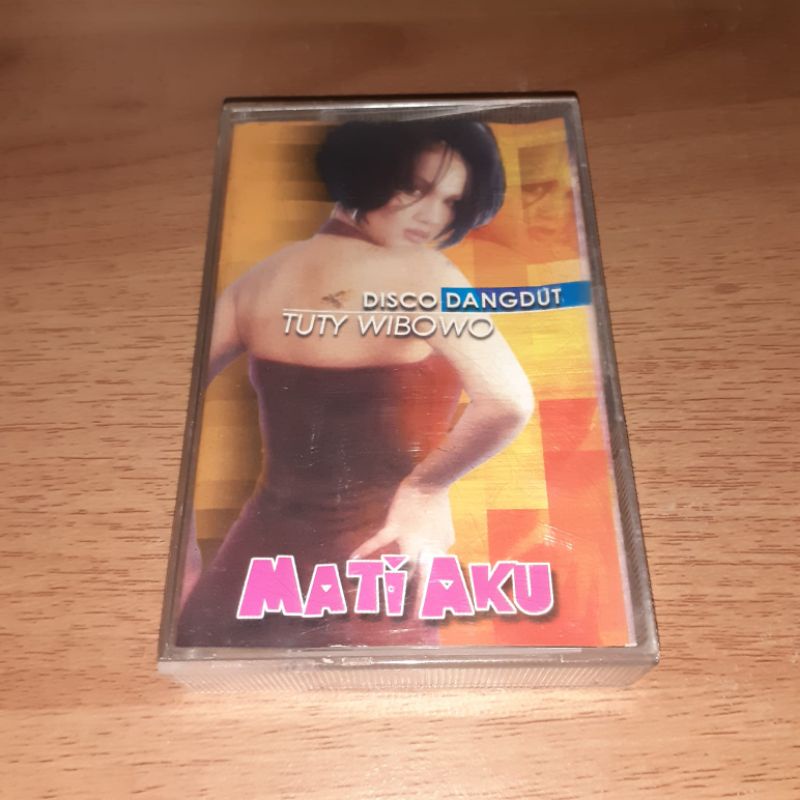 DISCO DANGDUT
TUTY WIBOWO
MATi AKU